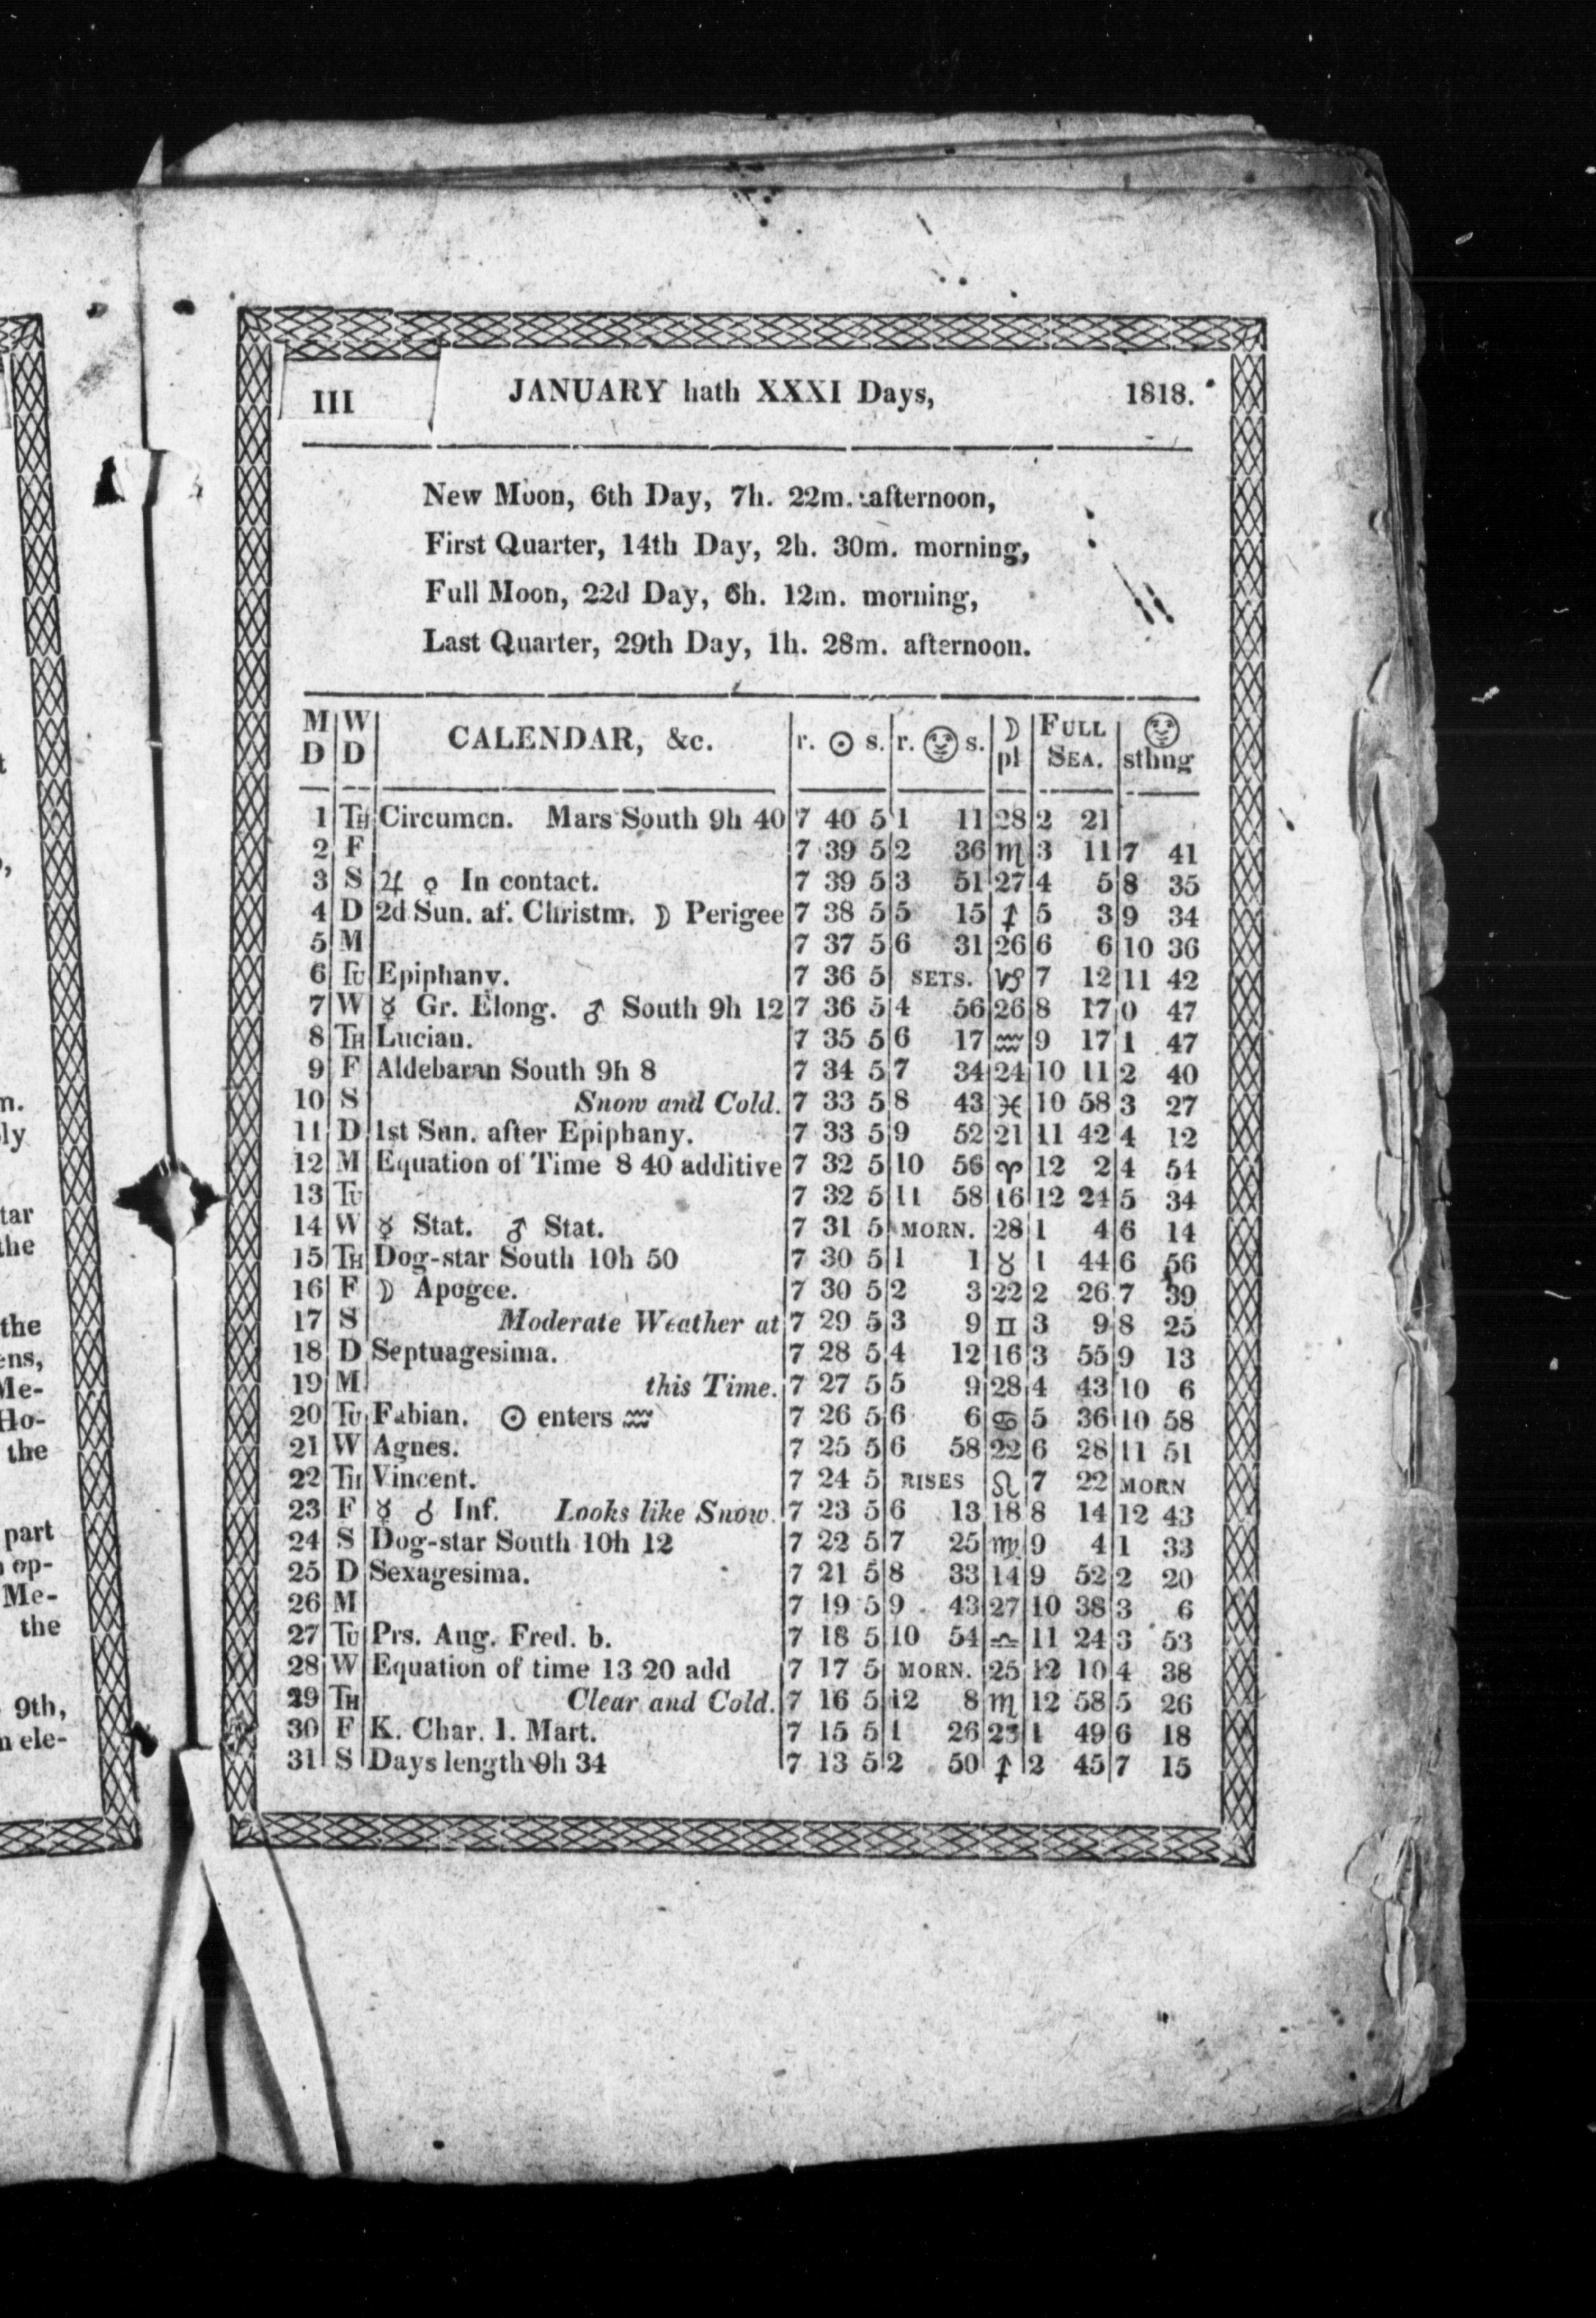 III JANUARY hath XXXI Days, 1818.
New Moon, 6th Day, 7h. 22m. afternoon,
First Quarter, 14th Day, 2h. 30m. morning,
Full Moon, 22d Day, 6h. 12m. morning,
Last Quarter, 29th Day, 1h. 28m. afternoon.
M D W D CALENDAR, &c. r. ☉ s. r. s. ☽ pl FULL SEA. sthng
1 TH Circumcn. Mars South 9h 40 7 40 5 1 11 28 2 21
2 F 7 39 5 2 36 ♏ 3 11 7 41
3 S ♃ ♀ In contact. 7 39 5 3 51 27 4 5 8 35
4 D 2d Sun. af. Christm. ☽ Perigee 7 38 5 5 15 ♐ 5 3 9 34
5 M 7 37 5 6 31 26 6 6 10 36
6 TU Epiphany. 7 36 5 SETS. ♑ 7 12 11 42
7 W ☿ Gr. Elong. ♂ South 9h 12 7 36 5 4 56 26 8 17 0 47
8 TH Lucian. 7 35 5 6 17 ♒ 9 17 1 47
9 F Aldebaran South 9h 8 7 34 5 7 34 24 10 11 2 40
10 S Snow and Cold. 7 33 5 8 43 ♓ 10 58 3 27
11 D 1st Sun. after Epiphany. 7 33 5 9 52 21 11 42 4 12
12 M Equation of Time 8 40 additive 7 32 5 10 56 ♈ 12 2 4 54
13 TU 7 32 5 11 58 16 12 24 5 34
14 W ☿ Stat. ♂ Stat. 7 31 5 MORN. 28 1 4 6 14
15 TH Dog-star South 10h 50 7 30 5 1 1 ♉ 1 44 6 56
16 F ☽ Apogee. 7 30 5 2 3 22 2 26 7 39
17 S Moderate Weather at 7 29 5 3 9 ♊ 3 9 8 25
18 D Septuagesima. 7 28 5 4 12 16 3 55 9 13
19 M this Time. 7 27 5 5 9 28 4 43 10 6
20 TU Fabian. ☉ enters ♒ 7 26 5 6 6 ♋ 5 36 10 58
21 W Agnes. 7 25 5 6 58 22 6 28 11 51
22 TH Vincent. 7 24 5 RISES ♌ 7 22 MORN
23 F ☿ ☌ Inf. Looks like Snow. 7 23 5 6 13 18 8 14 12 43
24 S Dog-star South 10h 12 7 22 5 7 25 ♍ 9 4 1 33
25 D Sexagesima. 7 21 5 8 33 14 9 52 2 20
26 M 7 19 5 9 43 27 10 38 3 6
27 TU Prs. Aug. Fred. b. 7 18 5 10 54 ♎ 11 24 3 53
28 W Equation of time 13 20 add 7 17 5 MORN. 25 12 10 4 38
29 TH Clear and Cold. 7 16 5 12 8 ♏ 12 58 5 26
30 F K. Char. 1. Mart. 7 15 5 1 26 23 1 49 6 18
31 S Days length 9h 34 7 13 5 2 50 ♐ 2 45 7 15
ly
the
the
the
part
Me-
the
9th,